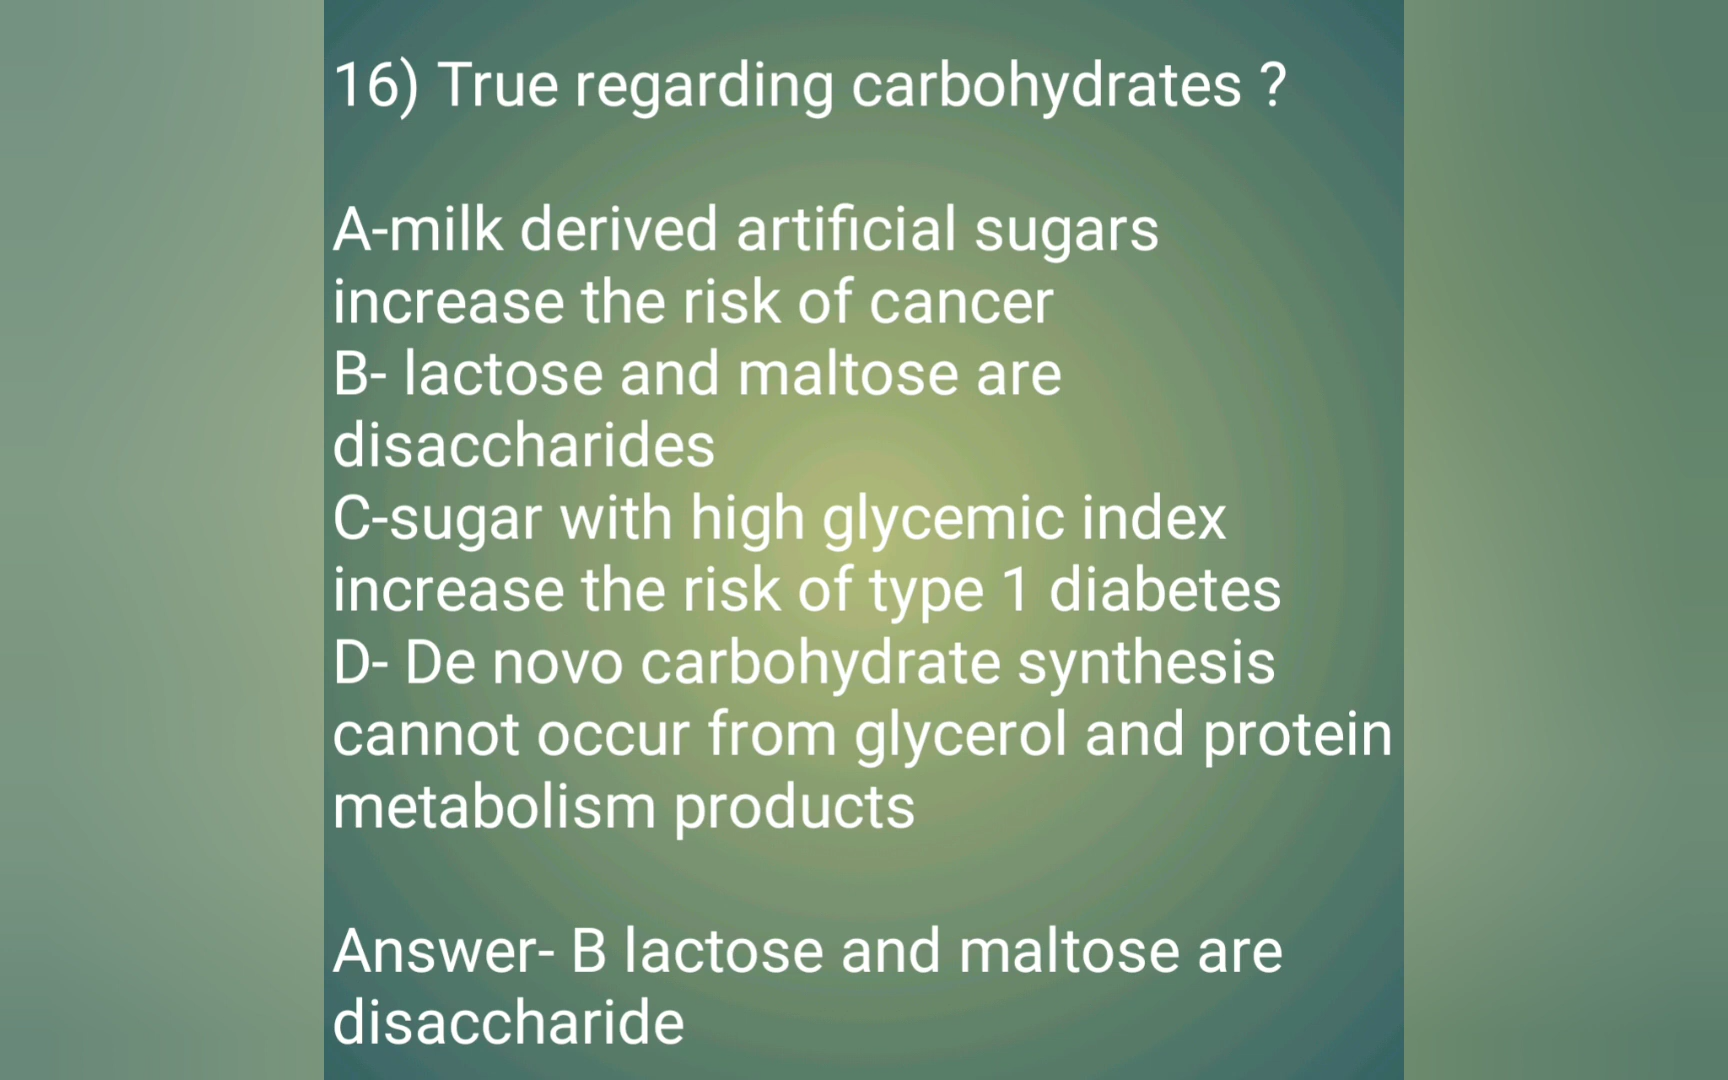 16) True regarding carbohydrates ?
A-milk derived artificial sugars
increase the risk of cancer
B- lactose and maltose are
disaccharides
C-sugar with high glycemic index
increase the risk of type 1 diabetes
D- De novo carbohydrate synthesis
cannot occur from glycerol and protein
metabolism products
Answer- B lactose and maltose are
disaccharide